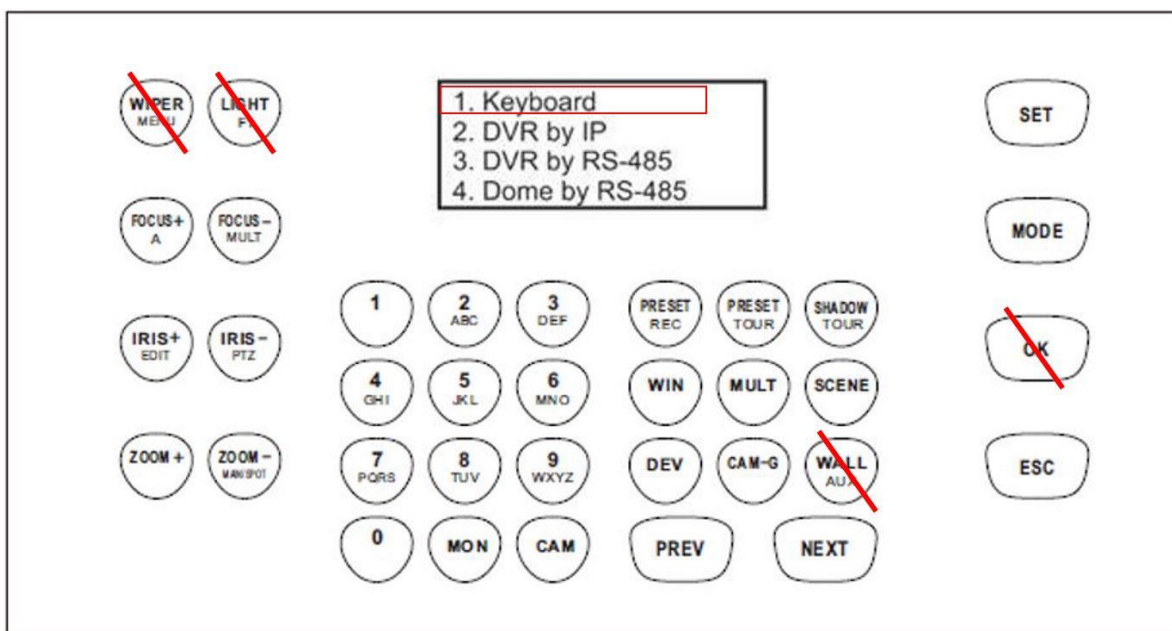 WIPER
MENU
LIGHT
1. Keyboard
2. DVR by IP
3. DVR by RS-485
4. Dome by RS-485
SET
FOCUS+
A
FOCUS-
MULT
MODE
1
2
ABC
3
DEF
PRESET
REC
PRESET
TOUR
SHADOW
TOUR
IRIS+
EDIT
IRIS-
PTZ
OK
4
GHI
5
JKL
6
MNO
WIN
MULT
SCENE
ZOOM+
ZOOM-
MAN/SPOT
7
PQRS
8
TUV
9
WXYZ
DEV
CAM-G
WALL
AUX
ESC
0
MON
CAM
PREV
NEXT